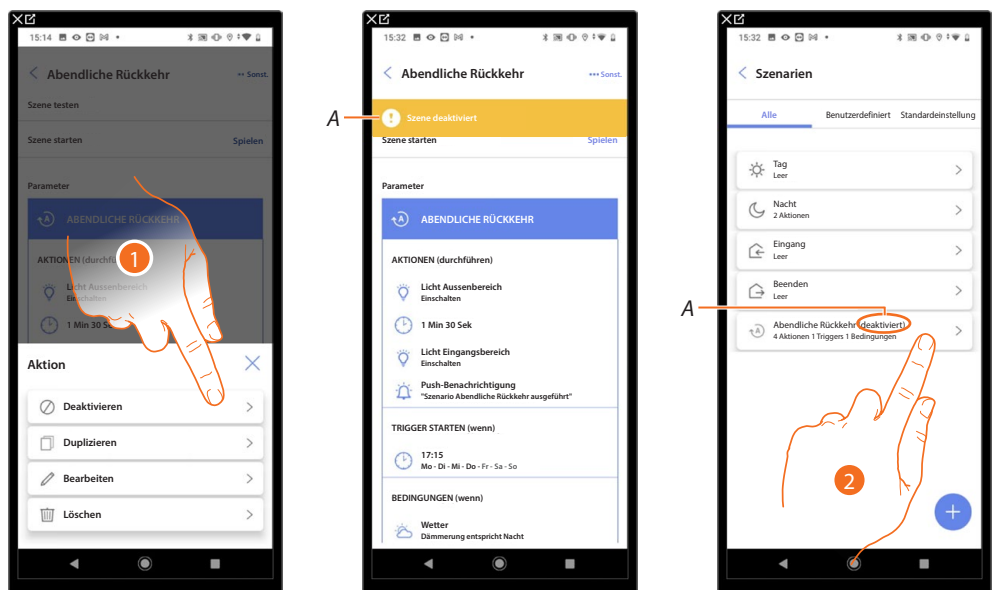 15:14
Abendliche Rückkehr
•• Sonst.
Szene testen
Szene starten
Spielen
Parameter
ABENDLICHE RÜCKKEHR
AKTIONEN (durchfü
Licht Aussenbereich
Einschalten
1 Min 30 Se
1
Aktion
Deaktivieren
Duplizieren
Bearbeiten
Löschen
A
15:32
Abendliche Rückkehr
••• Sonst.
Szene deaktiviert
Szene starten
Spielen
Parameter
ABENDLICHE RÜCKKEHR
AKTIONEN (durchführen)
Licht Aussenbereich
Einschalten
1 Min 30 Sek
Licht Eingangsbereich
Einschalten
Push-Benachrichtigung
"Szenario Abendliche Rückkehr ausgeführt"
TRIGGER STARTEN (wenn)
17:15
Mo - Di - Mi - Do - Fr - Sa - So
BEDINGUNGEN (wenn)
Wetter
Dämmerung entspricht Nacht
15:32
Szenarien
Alle
Benutzerdefiniert
Standardeinstellung
Tag
Leer
Nacht
2 Aktionen
Eingang
Leer
Beenden
Leer
A
Abendliche Rückkehr (deaktiviert)
4 Aktionen 1 Triggers 1 Bedingungen
2